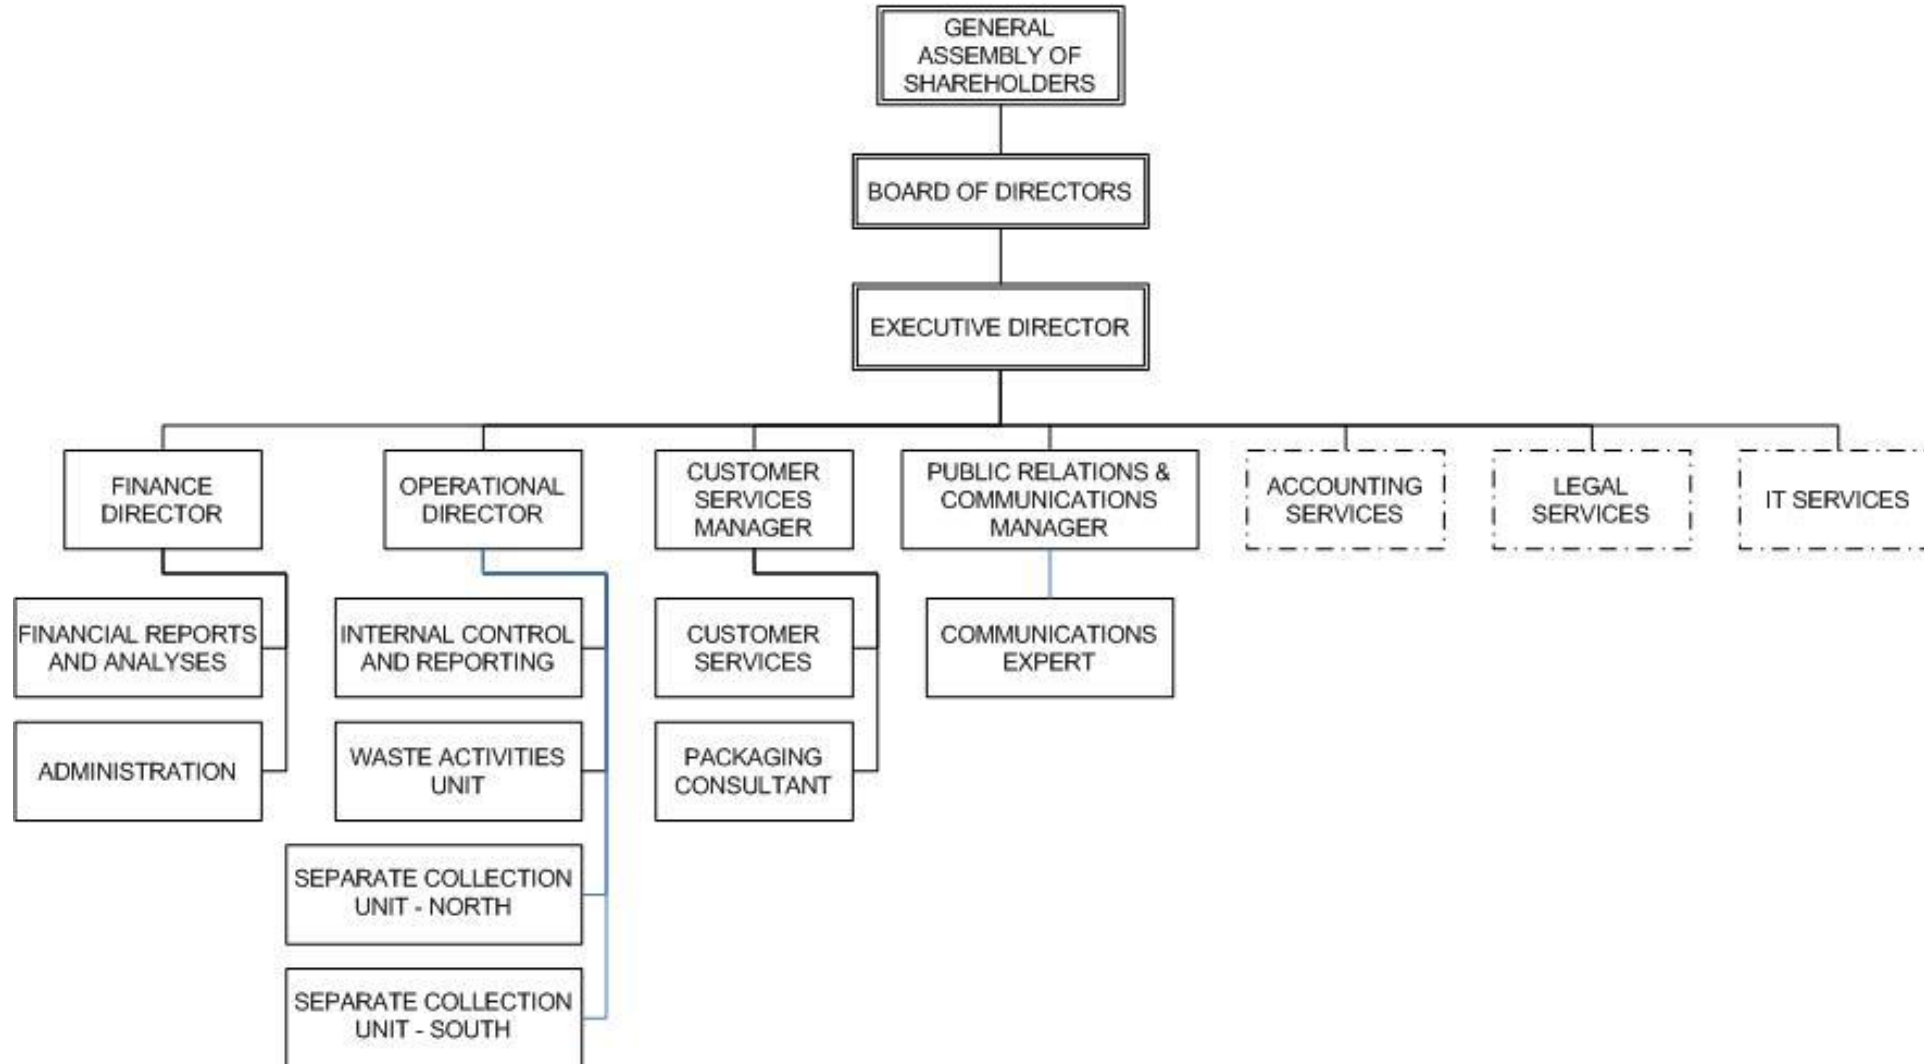 GENERAL
ASSEMBLY OF
SHAREHOLDERS
BOARD OF DIRECTORS
EXECUTIVE DIRECTOR
FINANCE
DIRECTOR
OPERATIONAL
DIRECTOR
CUSTOMER
SERVICES
MANAGER
PUBLIC RELATIONS &
COMMUNICATIONS
MANAGER
ACCOUNTING
SERVICES
LEGAL
SERVICES
IT SERVICES
FINANCIAL REPORTS
AND ANALYSES
INTERNAL CONTROL
AND REPORTING
CUSTOMER
SERVICES
COMMUNICATIONS
EXPERT
ADMINISTRATION
WASTE ACTIVITIES
UNIT
PACKAGING
CONSULTANT
SEPARATE COLLECTION
UNIT - NORTH
SEPARATE COLLECTION
UNIT - SOUTH